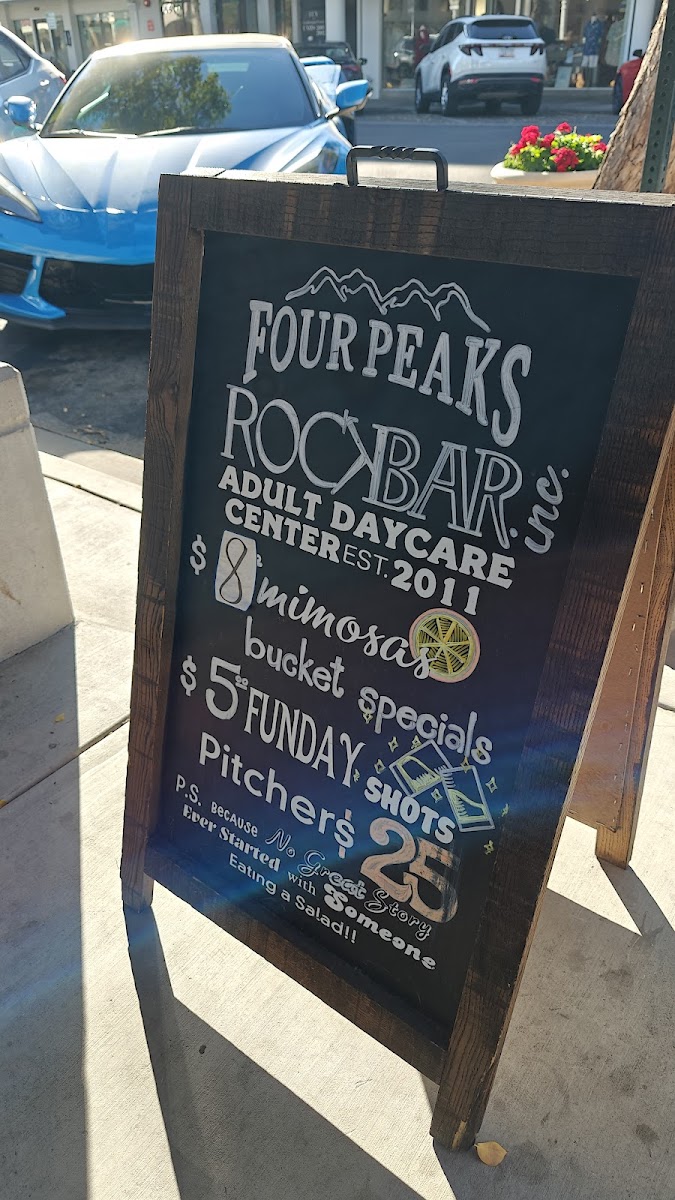 FOUR PEAKS
ROCKBAR. inc.
ADULT DAYCARE
CENTER EST. 2011
$ 8 mimosas
bucket specials
$ 5⁰⁰ FUNDAY SHOTS
Pitchers $ 25
P.S. BECAUSE No Great Story
Ever Started with Someone
Eating a Salad!!